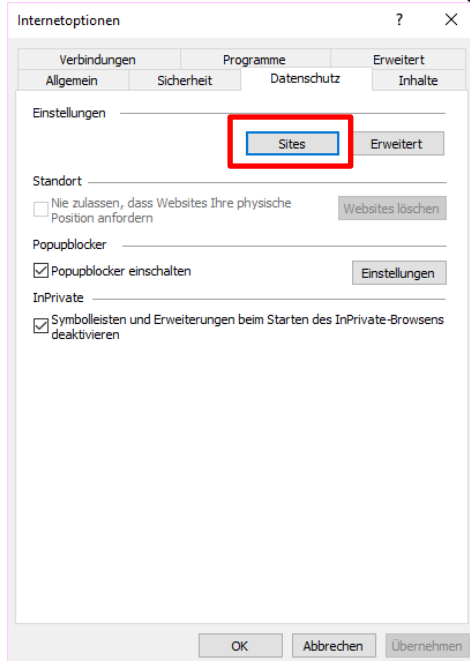 Internetoptionen ?
Verbindungen Programme Erweitert
Allgemein Sicherheit Datenschutz Inhalte
Einstellungen
Sites Erweitert
Standort
Nie zulassen, dass Websites Ihre physische
Position anfordern
Websites löschen
Popupblocker
Popupblocker einschalten Einstellungen
InPrivate
Symbolleisten und Erweiterungen beim Starten des InPrivate-Browsens
deaktivieren
OK Abbrechen Übernehmen